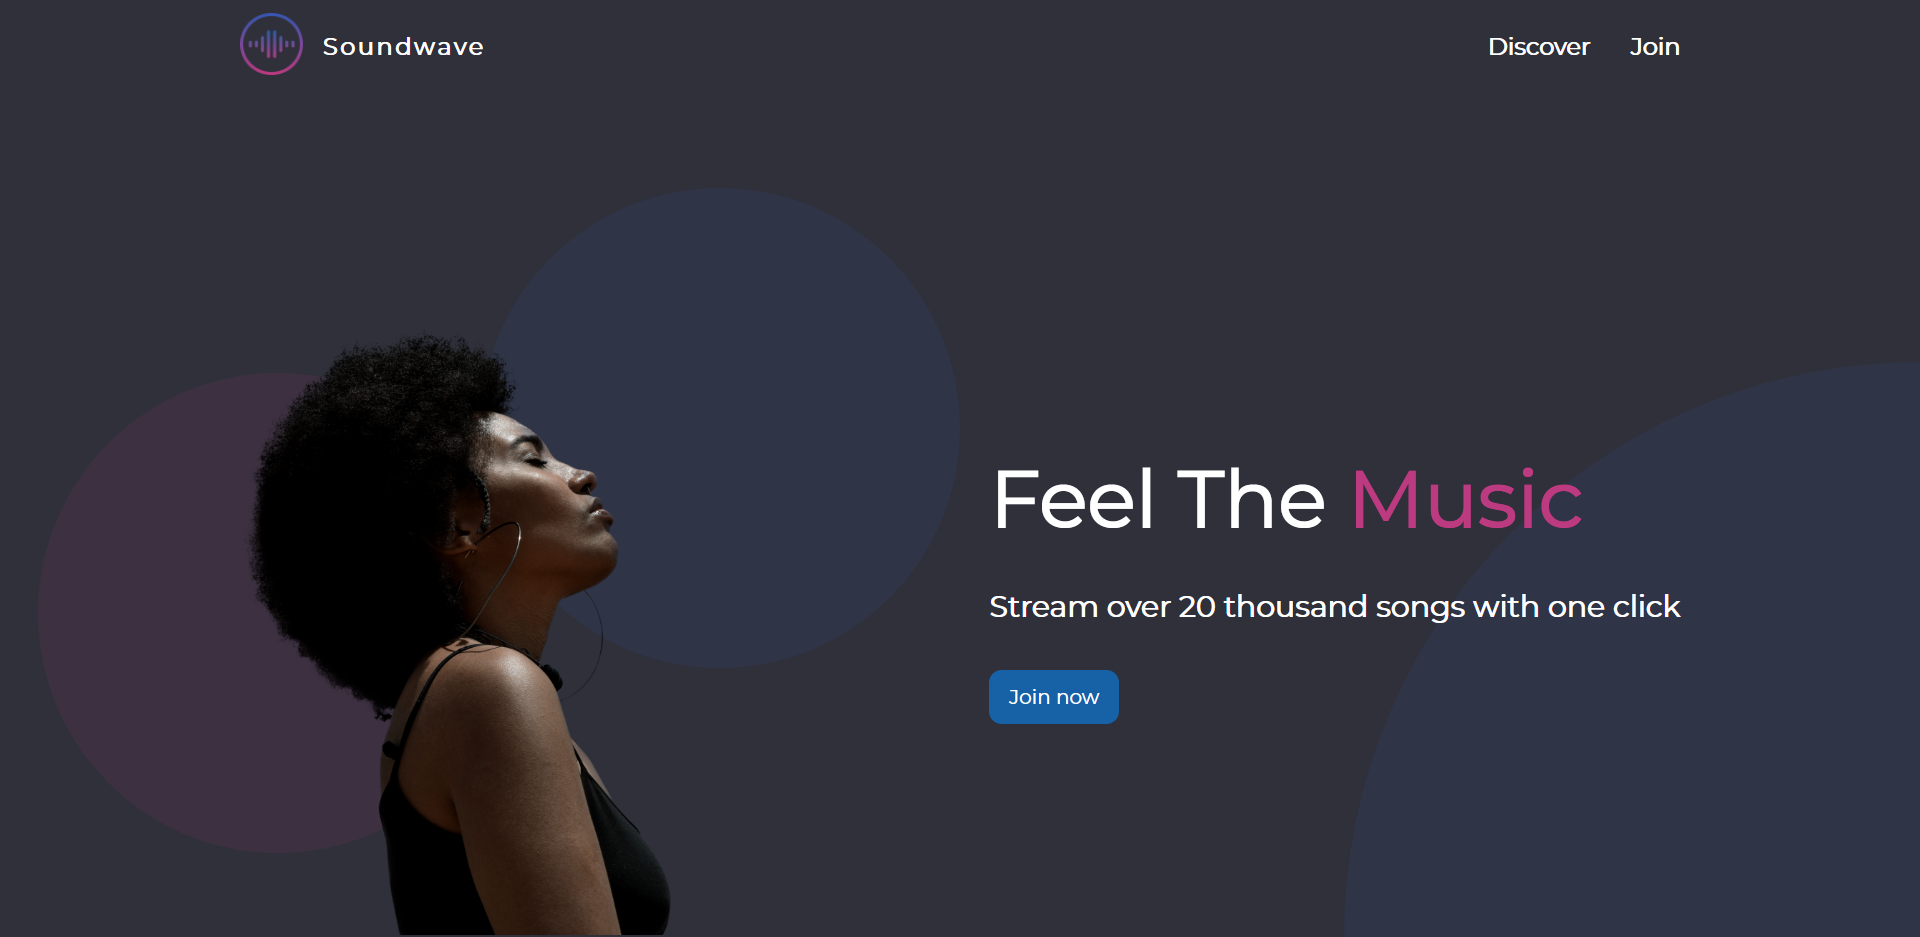 Soundwave
Discover Join
Feel The Music
Stream over 20 thousand songs with one click
Join now